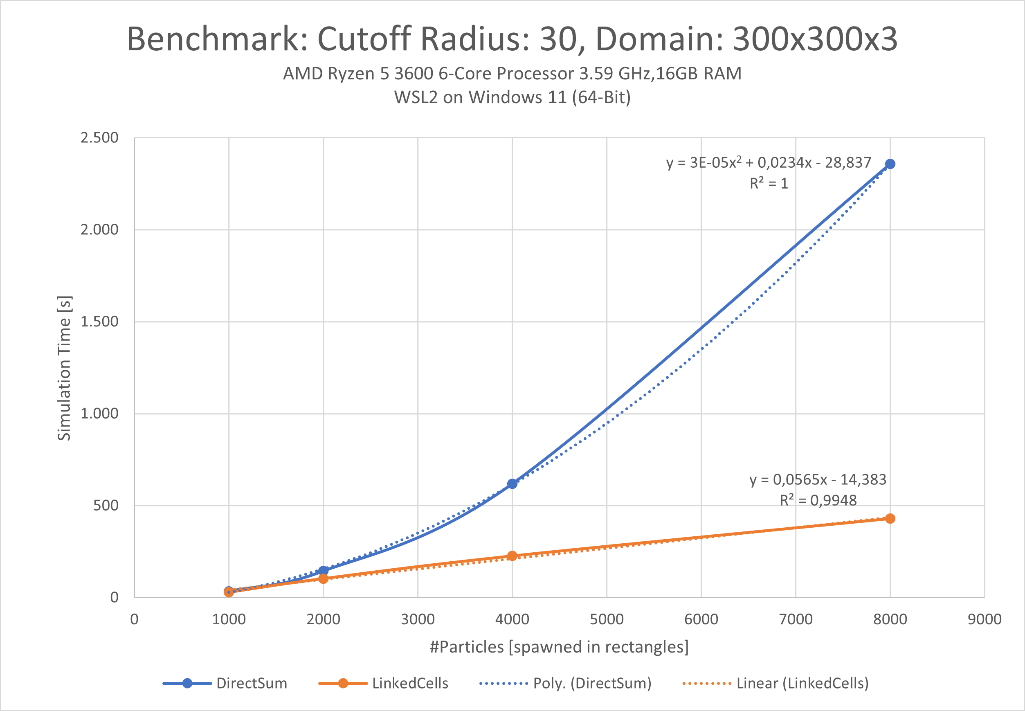 Benchmark: Cutoff Radius: 30, Domain: 300x300x3
AMD Ryzen 5 3600 6-Core Processor 3.59 GHz,16GB RAM
WSL2 on Windows 11 (64-Bit)
2.500
y = 3E-05x² + 0,0234x - 28,837
R² = 1
2.000
1.500
Simulation Time [s]
1.000
y = 0,0565x - 14,383
R² = 0,9948
500
0
0 1000 2000 3000 4000 5000 6000 7000 8000 9000
#Particles [spawned in rectangles]
DirectSum LinkedCells Poly. (DirectSum) Linear (LinkedCells)